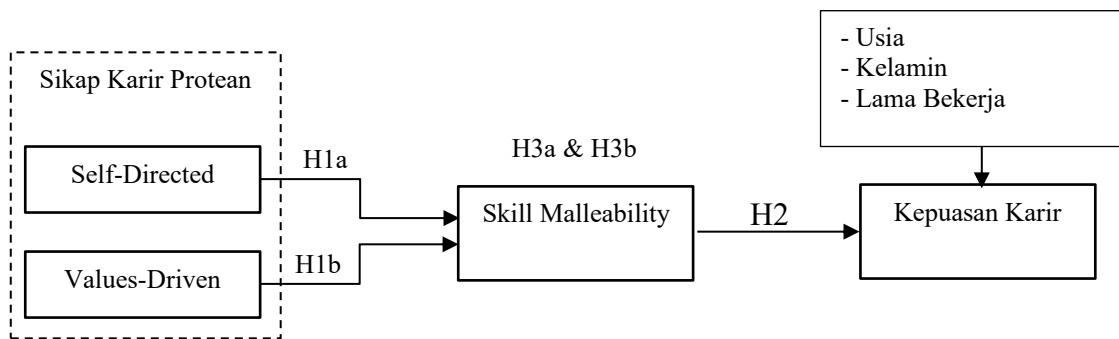 - Usia
- Kelamin
- Lama Bekerja
Sikap Karir Protean
Self-Directed
Values-Driven
H1a
H1b
H3a & H3b
Skill Malleability
H2
Kepuasan Karir